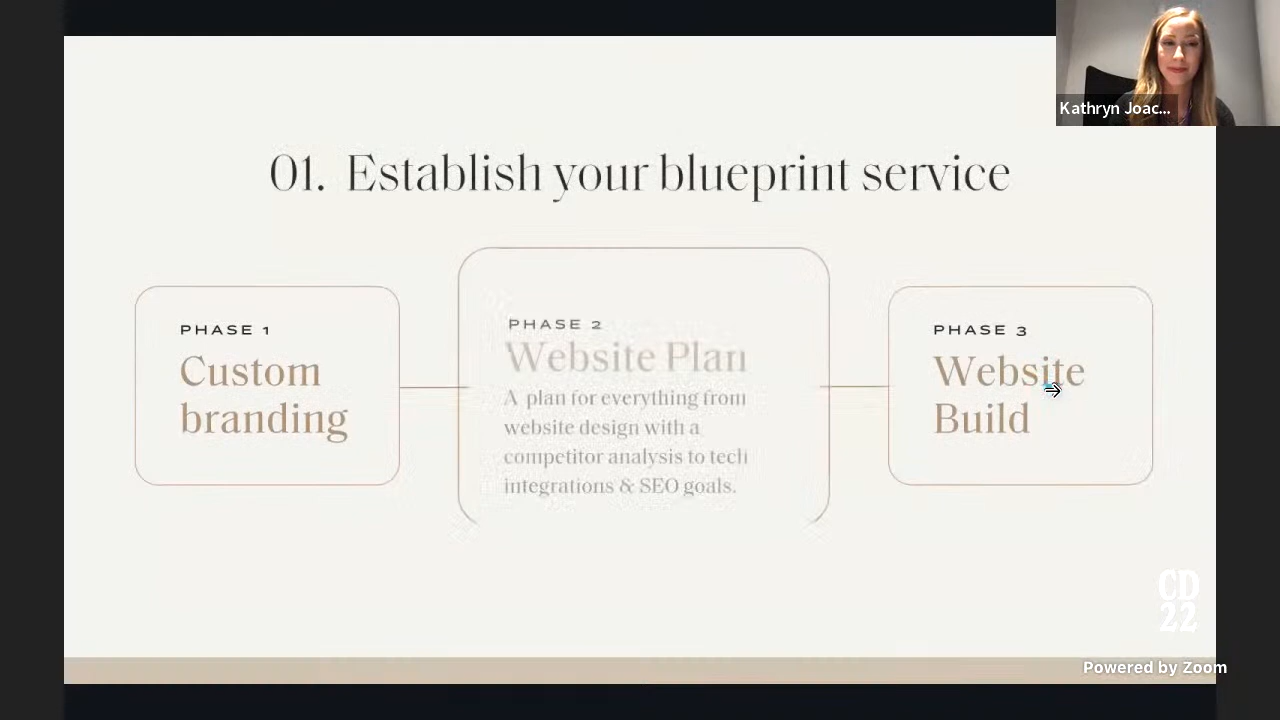 Kathryn Joac...
01. Establish your blueprint service
PHASE 1
Custom
branding
PHASE 2
Website Plan
A plan for everything from
website design with a
competitor analysis to tech
integrations & SEO goals.
PHASE 3
Website
Build
CD
22
Powered by Zoom